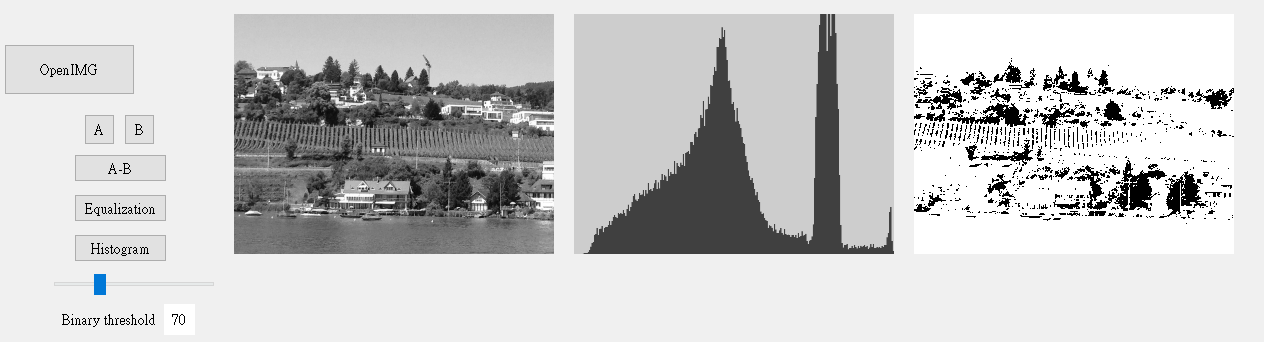 OpenIMG
A B
A-B
Equalization
Histogram
Binary threshold 70